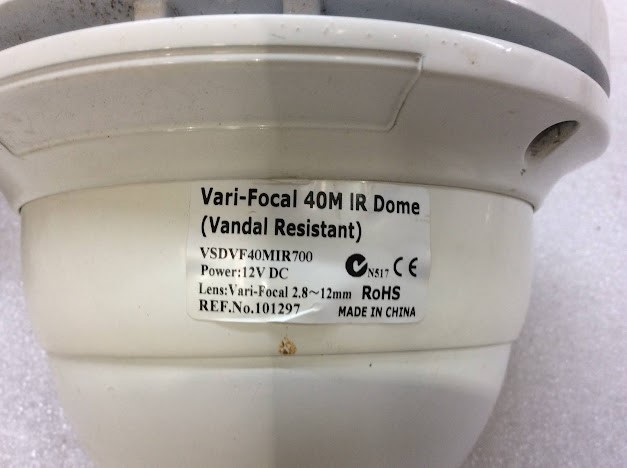 Vari-Focal 40M IR Dome
(Vandal Resistant)
VSDVF40MIR700
Power:12V DC
N517 CE
Lens:Vari-Focal 2.8~12mm RoHS
REF.No.101297 MADE IN CHINA